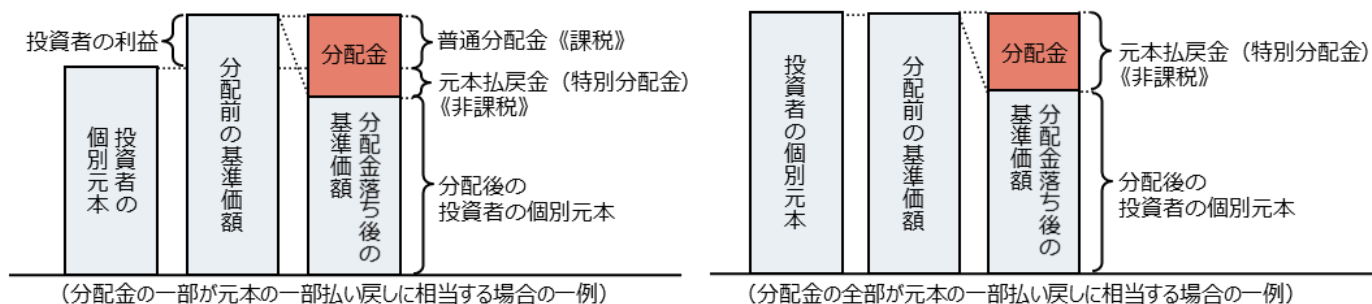 投資者の利益
投資者の
個別元本
分配前の基準価額
分配金
分配金落ち後の
基準価額
普通分配金《課税》
元本払戻金（特別分配金）
《非課税》
分配後の
投資者の個別元本
（分配金の一部が元本の一部払い戻しに相当する場合の一例）
投資者の個別元本
分配前の基準価額
分配金
分配金落ち後の
基準価額
元本払戻金（特別分配金）
《非課税》
分配後の
投資者の個別元本
（分配金の全部が元本の一部払い戻しに相当する場合の一例）